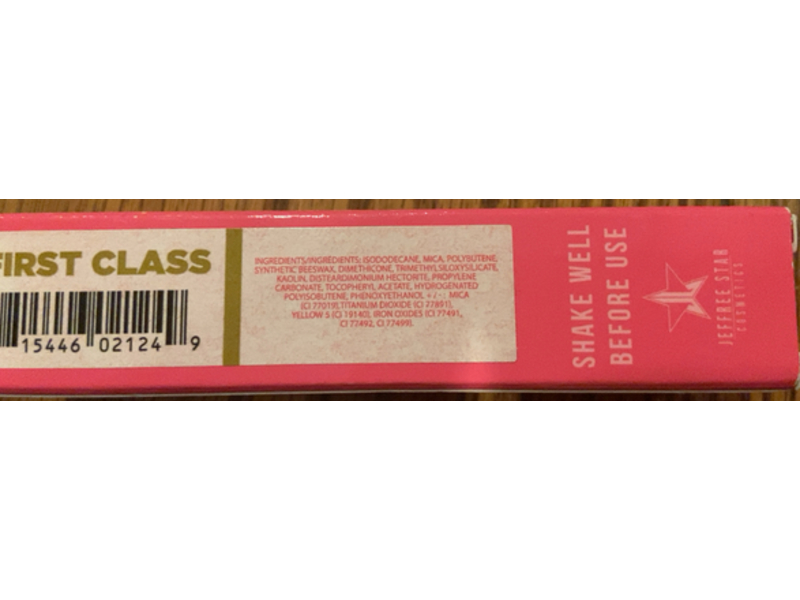 FIRST CLASS
15446 02124 9
INGREDIENTS/INGRÉDIENTS: ISODODECANE, MICA, POLYBUTENE,
SYNTHETIC BEESWAX, DIMETHICONE, TRIMETHYLSILOXYSILICATE,
KAOLIN, DISTEARDIMONIUM HECTORITE, PROPYLENE
CARBONATE, TOCOPHERYL ACETATE, HYDROGENATED
POLYISOBUTENE, PHENOXYETHANOL + / - : MICA
(CI 77019), TITANIUM DIOXIDE (CI 77891),
YELLOW 5 (CI 19140), IRON OXIDES (CI 77491,
CI 77492, CI 77499).
SHAKE WELL
BEFORE USE
JEFFREE STAR
COSMETICS